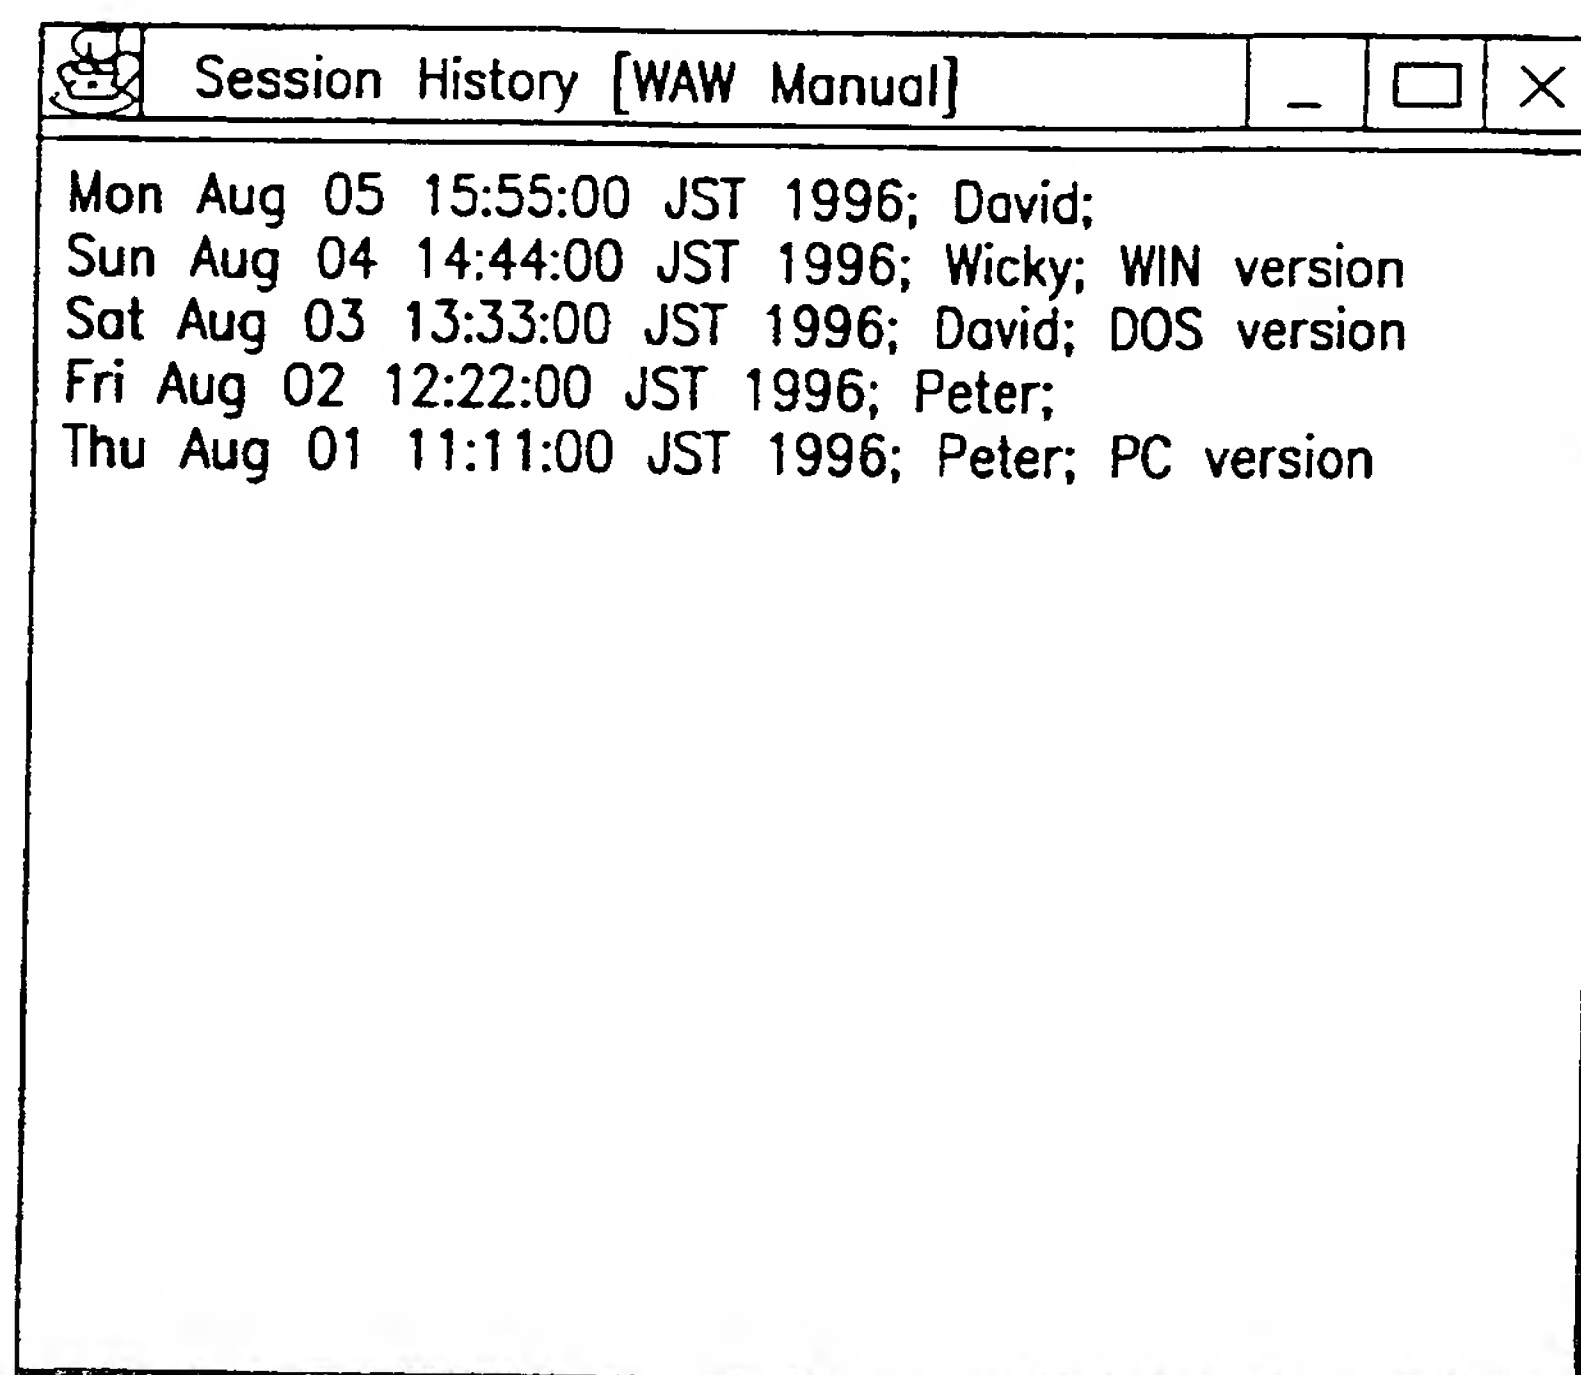 Session History [WAW Manual]
Mon Aug 05 15:55:00 JST 1996; David;
Sun Aug 04 14:44:00 JST 1996; Wicky; WIN version
Sat Aug 03 13:33:00 JST 1996; David; DOS version
Fri Aug 02 12:22:00 JST 1996; Peter;
Thu Aug 01 11:11:00 JST 1996; Peter; PC version